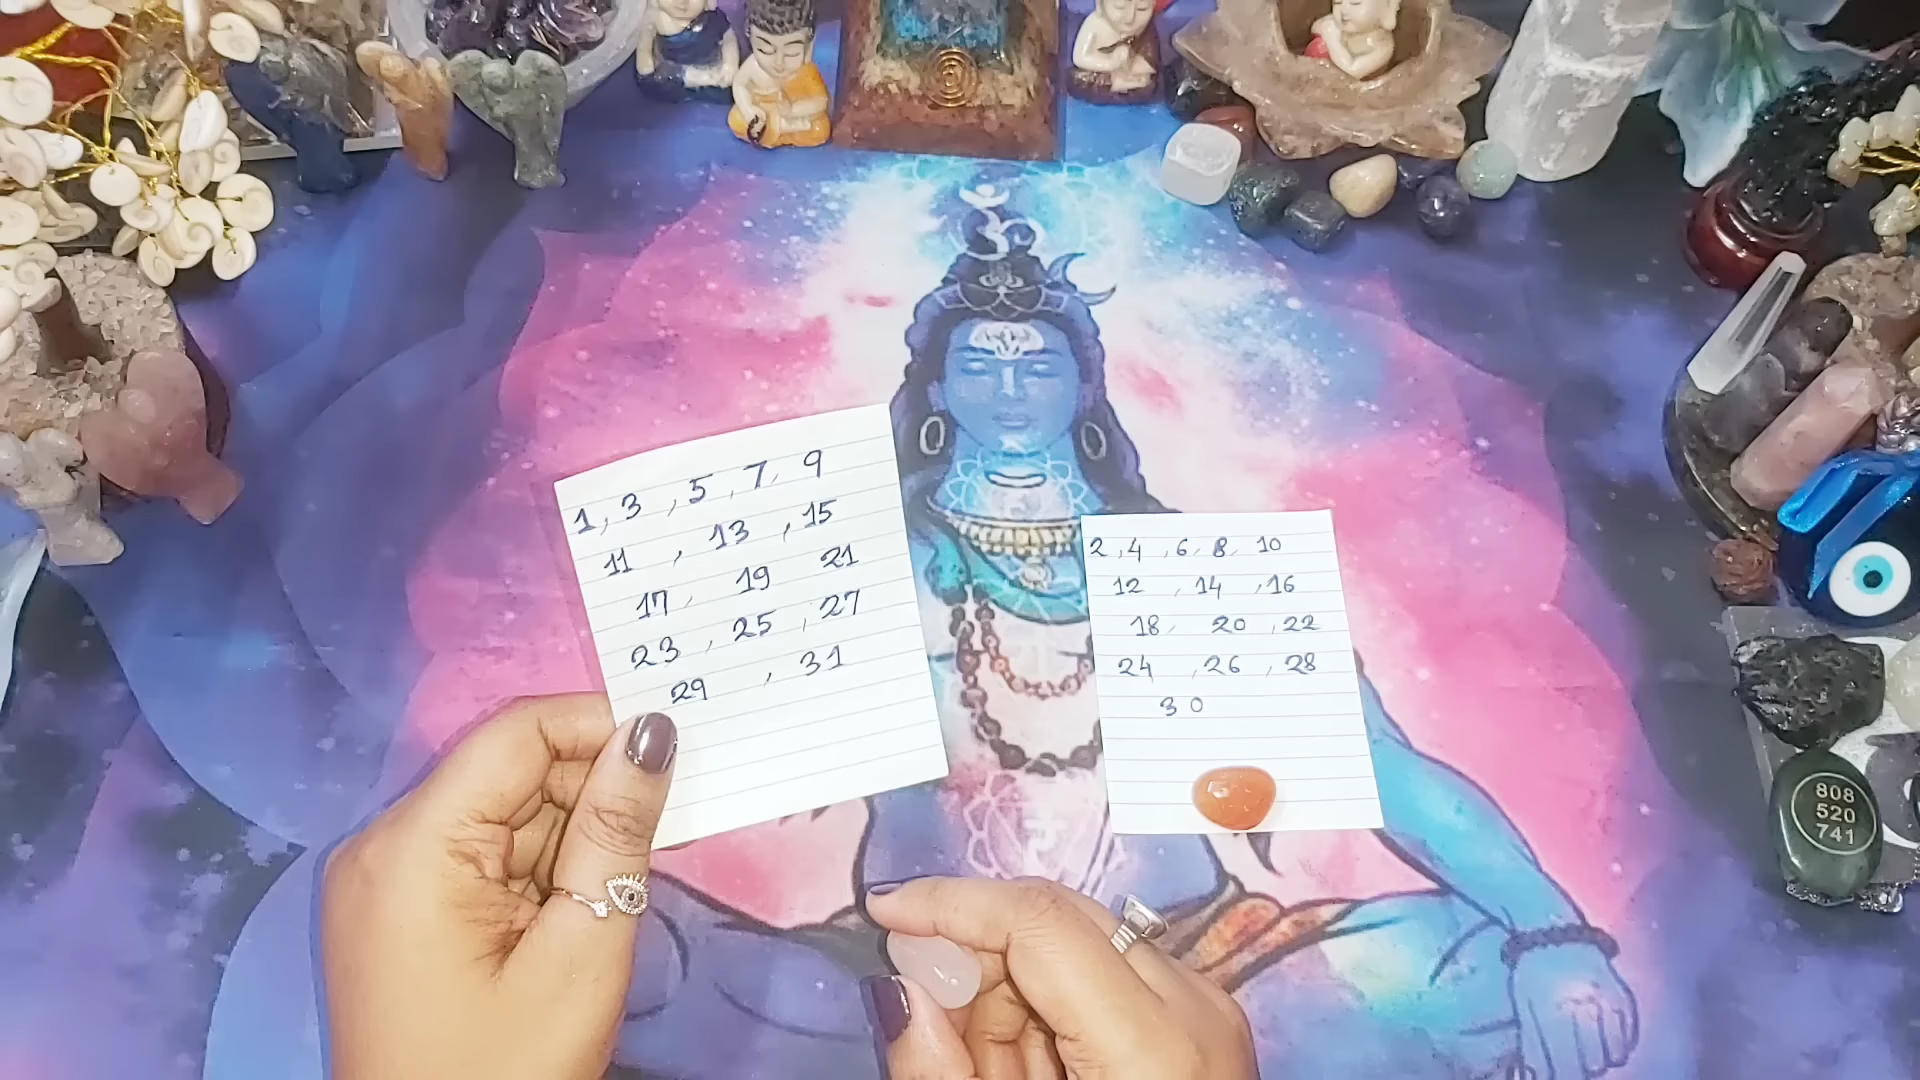 1, 3, 5, 7, 9
11, 13, 15
17, 19 21
23, 25, 27
29, 31
2, 4, 6, 8, 10
12, 14, 16
18, 20, 22
24, 26, 28
30
808
520
741